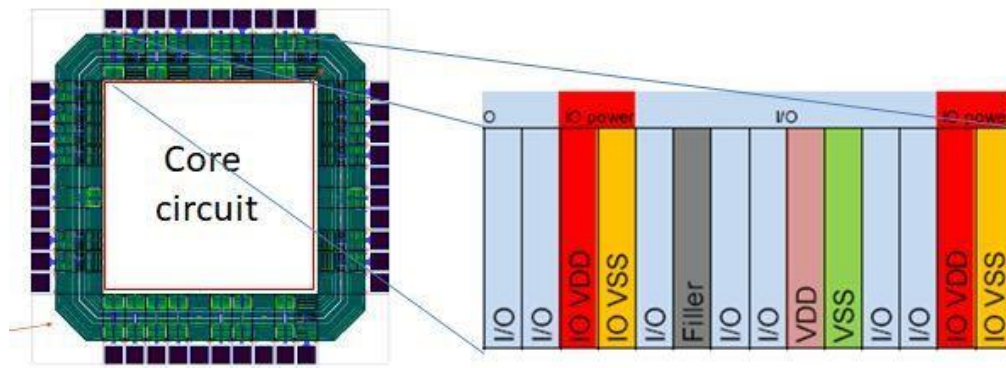 Core
circuit
O
IO power
I/O
IO power
I/O
I/O
IO VDD
IO VSS
I/O
Filler
I/O
I/O
VDD
VSS
I/O
I/O
IO VDD
IO VSS